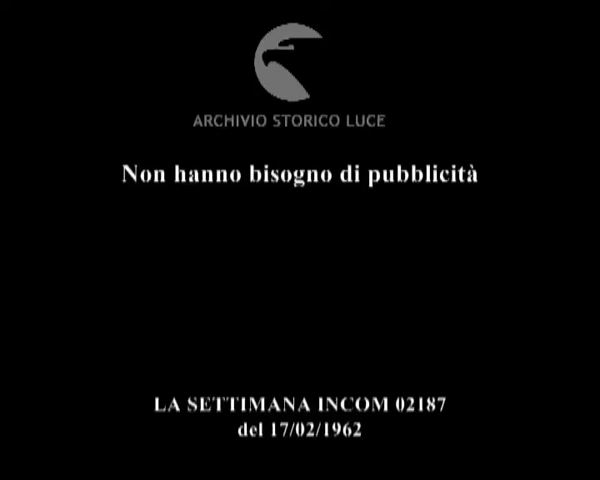 ARCHIVIO STORICO LUCE
Non hanno bisogno di pubblicità
LA SETTIMANA INCOM 02187
del 17/02/1962